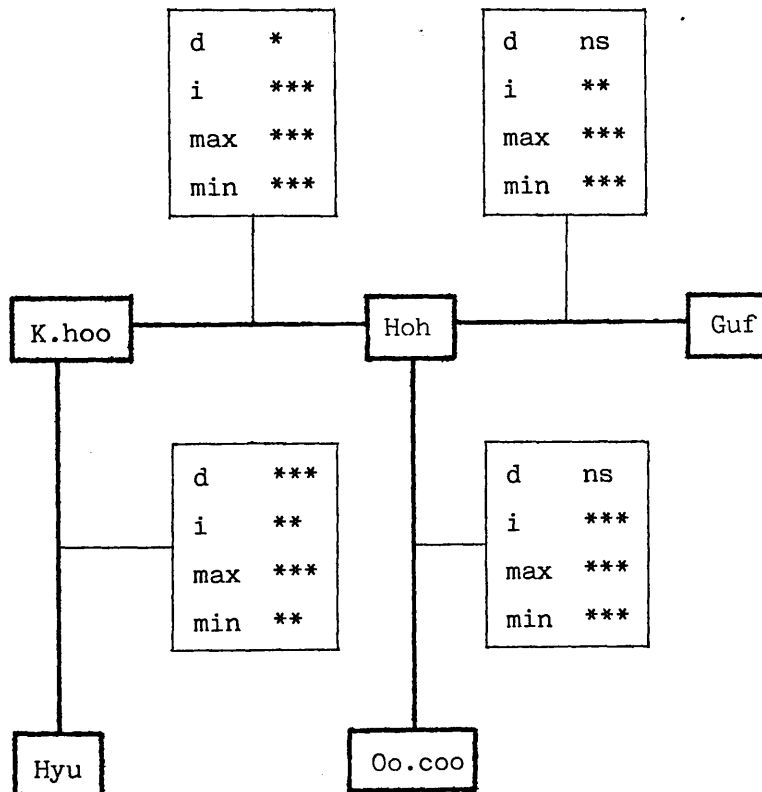 d *
i ***
max ***
min ***
d ns
i **
max ***
min ***
K.hoo
Hoh
Guf
d ***
i **
max ***
min **
d ns
i ***
max ***
min ***
Hyu
Oo.coo